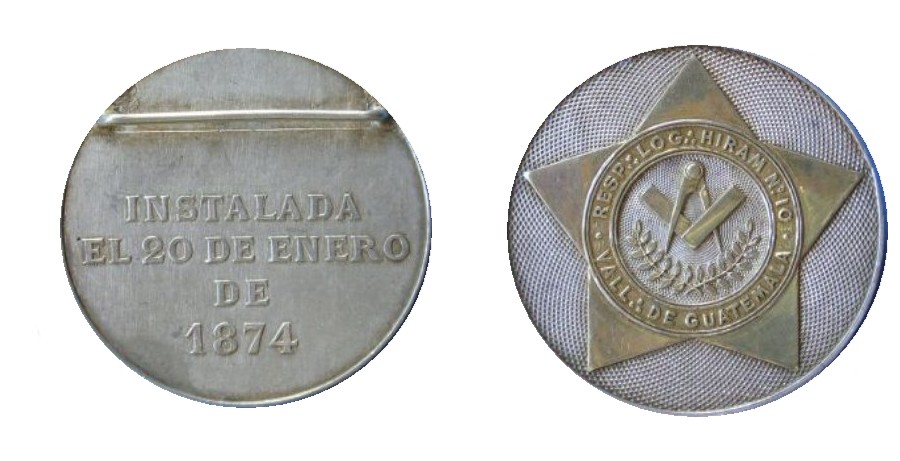 INSTALADA
EL 20 DE ENERO
DE
1874
RESP∴ LOG∴ HIRAM Nº 10
VALL∴ DE GUATEMALA